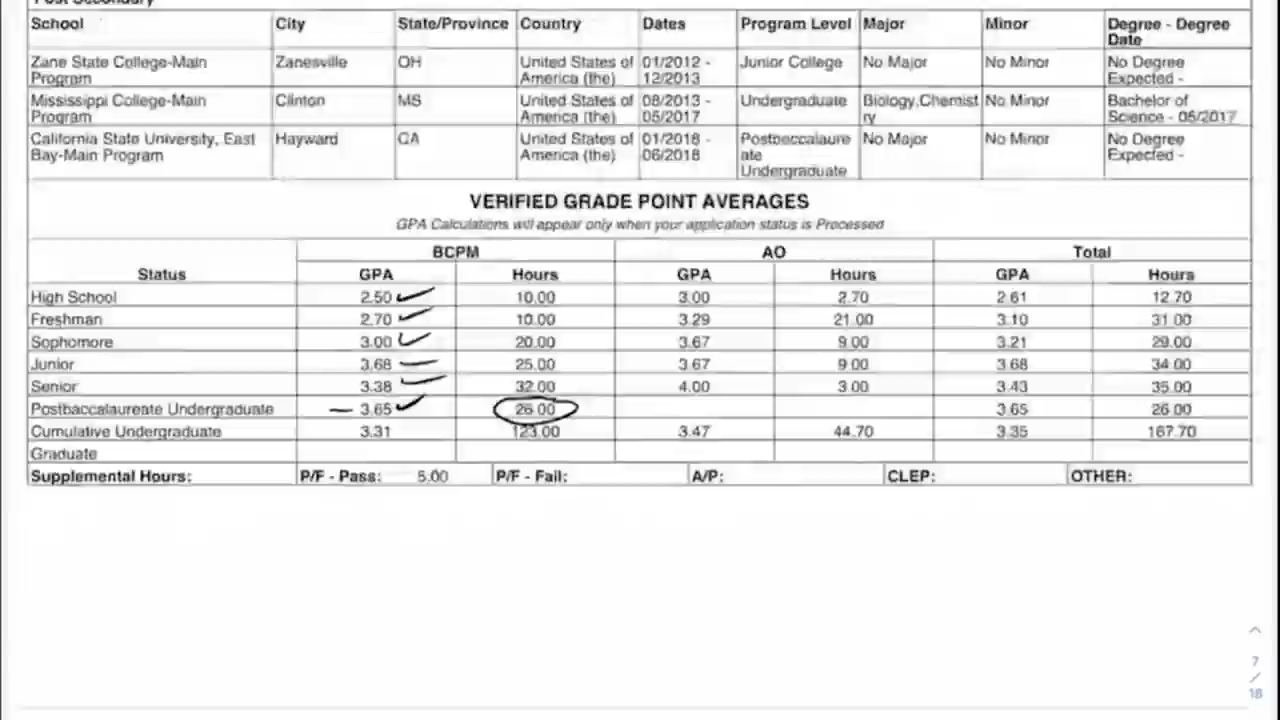 School City State/Province Country Dates Program Level Major Minor Degree - Degree
Date
Zane State College-Main Zanesville OH United States of 01/2012 - Junior College No Major No Minor No Degree
Program America (the) 12/2013 Expected -
Mississippi College-Main Clinton MS United States of 08/2013 - Undergraduate Biology,Chemist No Minor Bachelor of
Program America (the) 05/2017 ry Science - 05/2017
California State University, East Hayward CA United States of 01/2018 - Postbaccalaure No Major No Minor No Degree
Bay-Main Program America (the) 06/2018 ate Expected -
Undergraduate
VERIFIED GRADE POINT AVERAGES
GPA Calculations will appear only when your application status is Processed
BCPM AO Total
Status GPA Hours GPA Hours GPA Hours
High School 2.50 10.00 3.00 2.70 2.61 12.70
Freshman 2.70 10.00 3.29 21.00 3.10 31.00
Sophomore 3.00 20.00 3.67 9.00 3.21 29.00
Junior 3.68 25.00 3.67 9.00 3.68 34.00
Senior 3.38 32.00 4.00 3.00 3.43 35.00
Postbaccalaureate Undergraduate 3.65 26.00 3.65 26.00
Cumulative Undergraduate 3.31 123.00 3.47 44.70 3.35 167.70
Graduate
Supplemental Hours: P/F - Pass: 5.00 P/F - Fail: A/P: CLEP: OTHER:
7
/
18